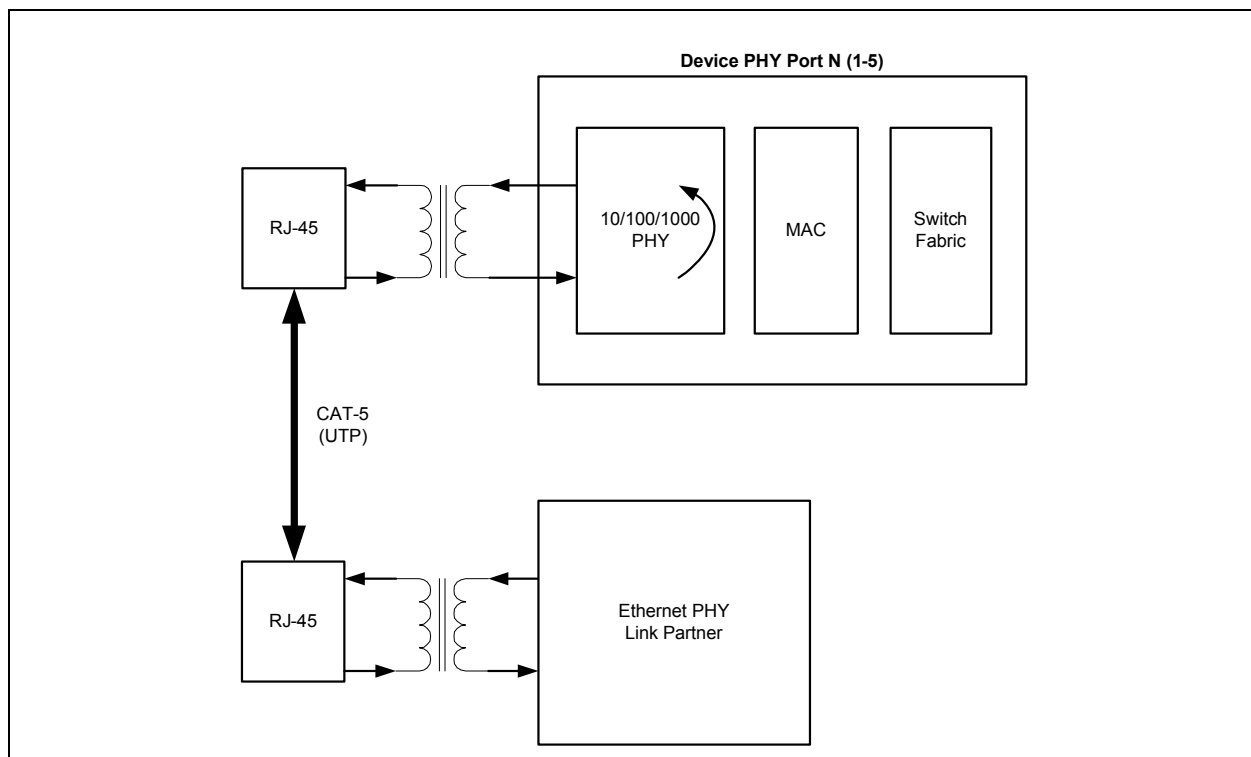 Device PHY Port N (1-5)
RJ-45
10/100/1000
PHY
MAC
Switch
Fabric
CAT-5
(UTP)
RJ-45
Ethernet PHY
Link Partner